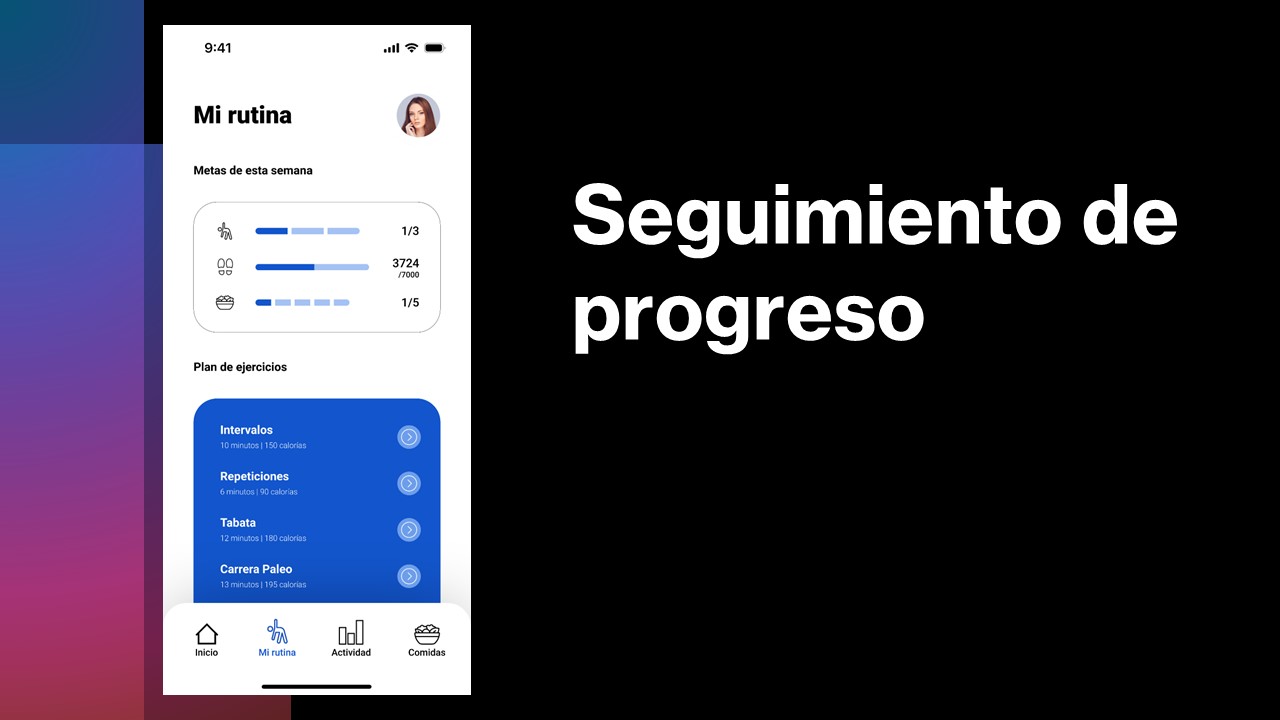 9:41
Mi rutina
Metas de esta semana
1/3
3724
/7000
1/5
Plan de ejercicios
Intervalos
10 minutos | 150 calorías
Repeticiones
6 minutos | 90 calorías
Tabata
12 minutos | 180 calorías
Carrera Paleo
13 minutos | 195 calorías
Inicio
Mi rutina
Actividad
Comidas
Seguimiento de
progreso